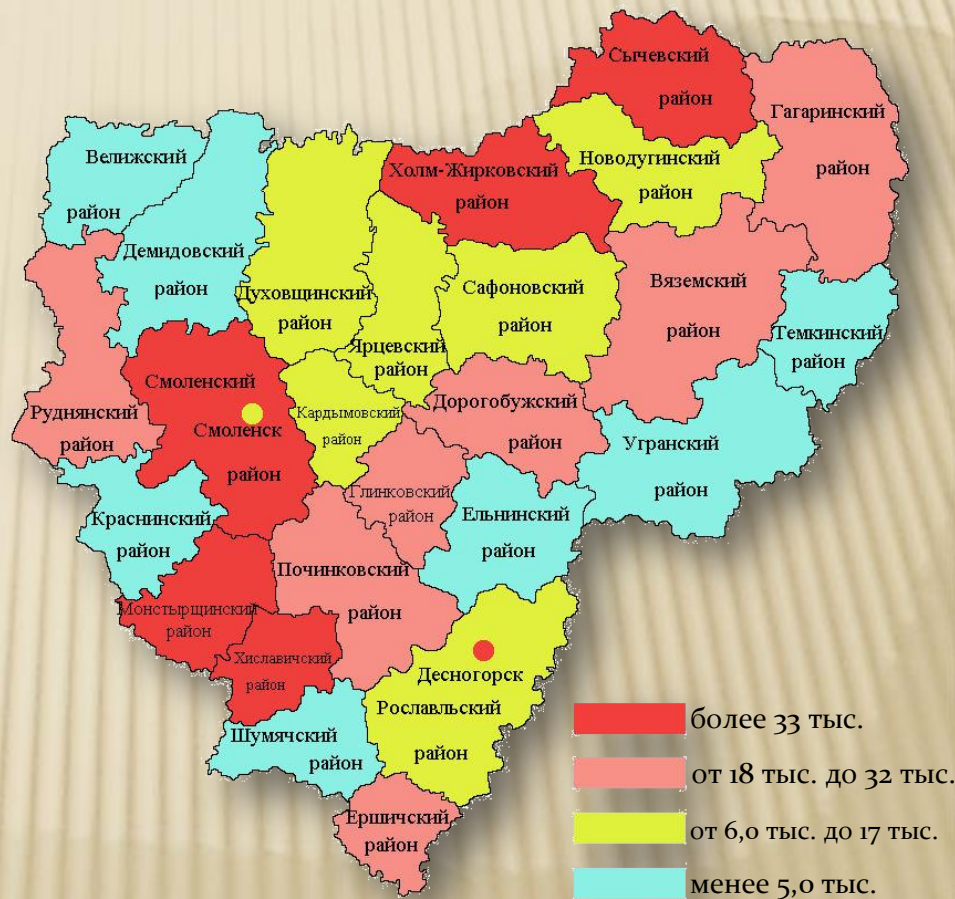 Сычевский
район
Гагаринский
район
Велижский
район
Холм-Жирковский
район
Новодугинский
район
Демидовский
район
Духовщинский
район
Сафоновский
район
Вяземский
район
Ярцевский
район
Темкинский
район
Смоленский
Смоленск
район
Руднянский
район
Кардымовский
район
Дорогобужский
район
Угранский
район
Глинковский
район
Ельнинский
район
Краснинский
район
Починковский
район
Монстырщинский
район
Хиславичский
район
Десногорск
Рославльский
район
Шумячский
район
Ершичский
район
более 33 тыс.
от 18 тыс. до 32 тыс.
от 6,0 тыс. до 17 тыс.
менее 5,0 тыс.